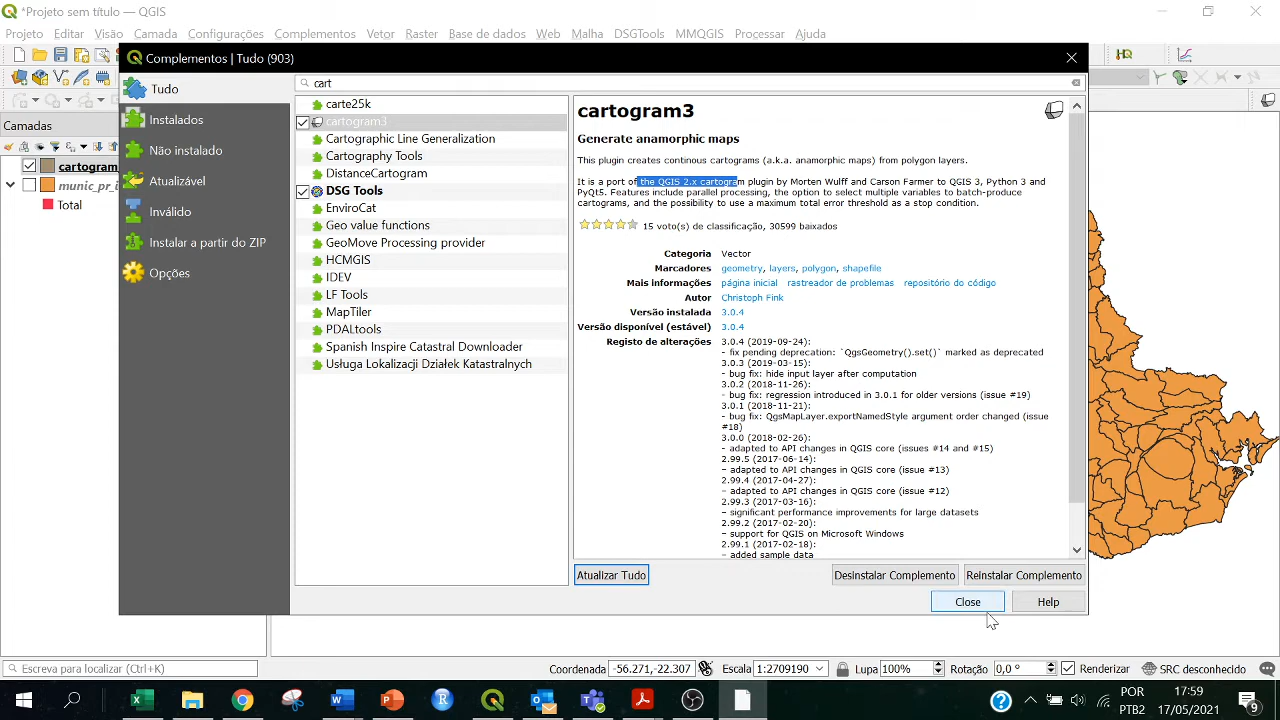 *Projeto sem título — QGIS
Projeto Editar Visão Camada Configurações Complementos Vetor Raster Base de dados Web Malha DSGTools MMQGIS Processar Ajuda
Complementos | Tudo (903)
Tudo
Instalados
Não instalado
Atualizável
Inválido
Instalar a partir do ZIP
Opções
Camadas
cartogram
munic_pr_i
Total
cart
carte25k
cartogram3
Cartographic Line Generalization
Cartography Tools
DistanceCartogram
DSG Tools
EnviroCat
Geo value functions
GeoMove Processing provider
HCMGIS
IDEV
LF Tools
MapTiler
PDALtools
Spanish Inspire Catastral Downloader
Usługa Lokalizacji Działek Katastralnych
cartogram3
Generate anamorphic maps
This plugin creates continous cartograms (a.k.a. anamorphic maps) from polygon layers.
It is a port of the QGIS 2.x cartogram plugin by Morten Wulff and Carson Farmer to QGIS 3, Python 3 and
PyQt5. Features include parallel processing, the option to select multiple variables to batch-produce
cartograms, and the possibility to use a maximum total error threshold as a stop condition.
15 voto(s) de classificação, 30599 baixados
Categoria Vector
Marcadores geometry, layers, polygon, shapefile
Mais informações página inicial rastreador de problemas repositório do código
Autor Christoph Fink
Versão instalada 3.0.4
Versão disponível (estável) 3.0.4
Registo de alterações 3.0.4 (2019-09-24):
- fix pending deprecation: `QgsGeometry().set()` marked as deprecated
3.0.3 (2019-03-15):
- bug fix: hide input layer after computation
3.0.2 (2018-11-26):
- bug fix: regression introduced in 3.0.1 for older versions (issue #19)
3.0.1 (2018-11-21):
- bug fix: QgsMapLayer.exportNamedStyle argument order changed (issue
#18)
3.0.0 (2018-02-26):
- adapted to API changes in QGIS core (issues #14 and #15)
2.99.5 (2017-06-14):
- adapted to API changes in QGIS core (issue #13)
2.99.4 (2017-04-27):
- adapted to API changes in QGIS core (issue #12)
2.99.3 (2017-03-16):
- significant performance improvements for large datasets
2.99.2 (2017-02-20):
- support for QGIS on Microsoft Windows
2.99.1 (2017-02-18):
- added sample data
Atualizar Tudo Desinstalar Complemento Reinstalar Complemento
Close Help
Escreva para localizar (Ctrl+K) Coordenada -56.271,-22.307 Escala 1:2709190 Lupa 100% Rotação 0,0 ° Renderizar SRC desconhecido
POR 17:59
PTB2 17/05/2021 9